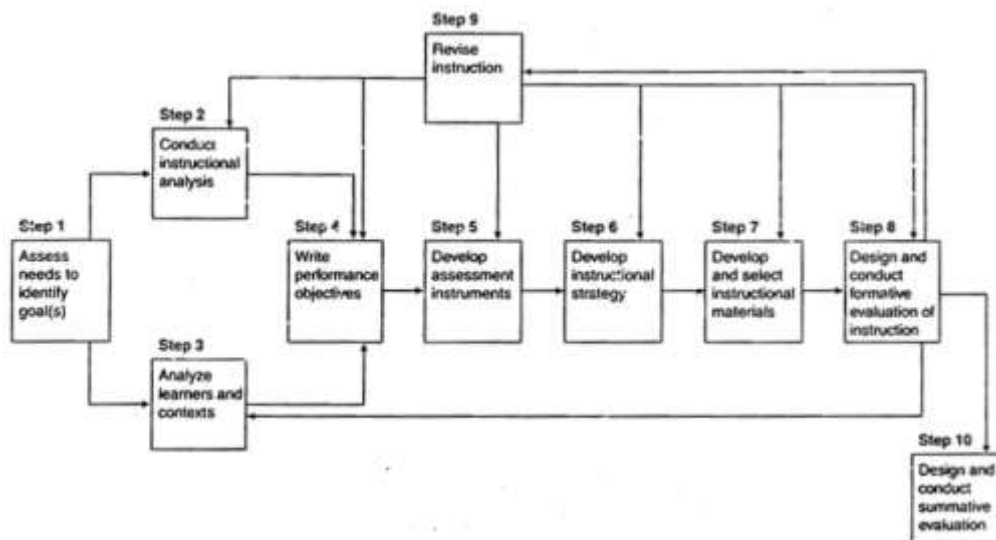 Step 9
Revise
instruction
Step 2
Conduct
instructional
analysis
Step 1
Assess
needs to
identify
goal(s)
Step 4
Write
performance
objectives
Step 5
Develop
assessment
instruments
Step 6
Develop
instructional
strategy
Step 7
Develop
and select
instructional
materials
Step 8
Design and
conduct
formative
evaluation of
instruction
Step 3
Analyze
learners and
contexts
Step 10
Design and
conduct
summative
evaluation